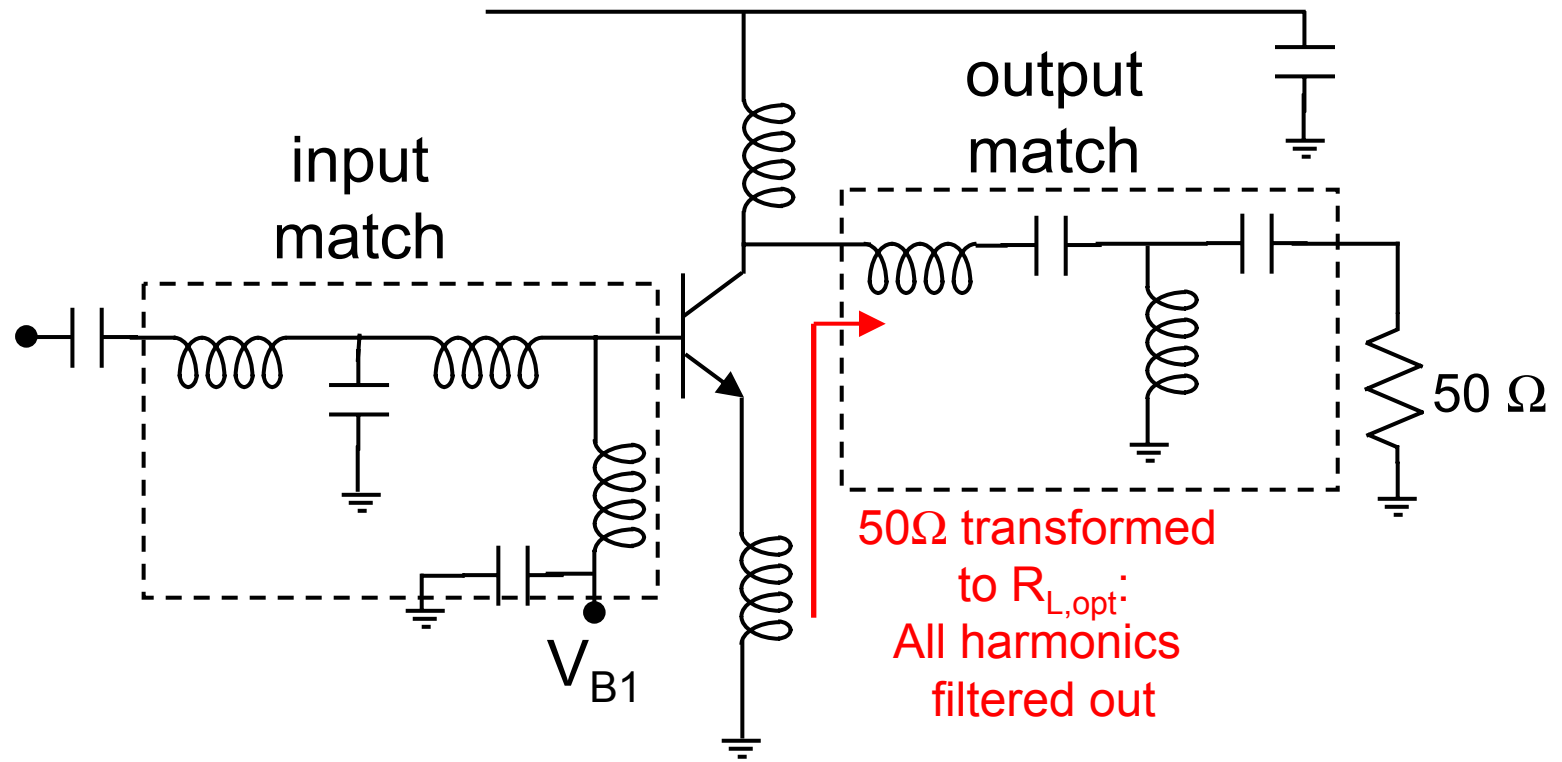 input
match
output
match
50 Ω
V_B1
50Ω transformed
to R_L,opt:
All harmonics
filtered out